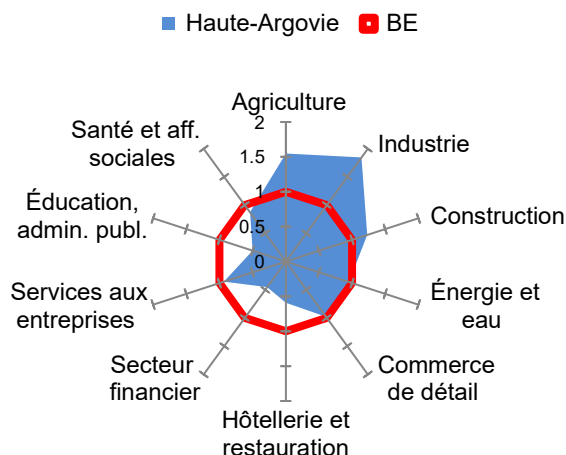 Haute-Argovie BE
Agriculture
2
1.5
1
0.5
0
Industrie
Construction
Énergie et
eau
Commerce
de détail
Hôtellerie et
restauration
Secteur
financier
Services aux
entreprises
Éducation,
admin. publ.
Santé et aff.
sociales